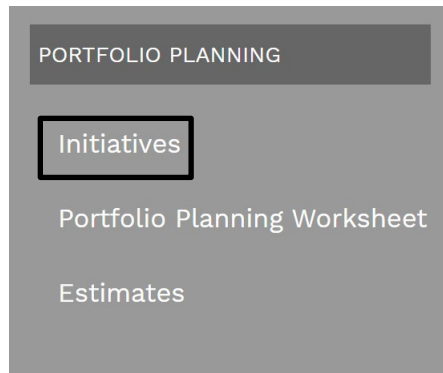 PORTFOLIO PLANNING
Initiatives
Portfolio Planning Worksheet
Estimates